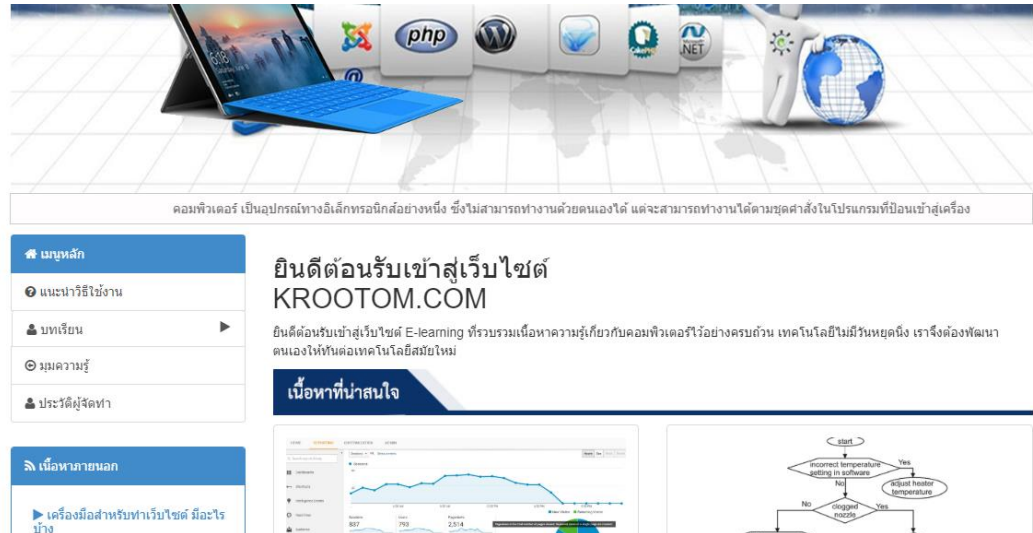 6:18
php
CakePHP
.NET
@
คอมพิวเตอร์ เป็นอุปกรณ์ทางอิเล็กทรอนิกส์อย่างหนึ่ง ซึ่งไม่สามารถทำงานด้วยตนเองได้ แต่จะสามารถทำงานได้ตามชุดคำสั่งในโปรแกรมที่ป้อนเข้าสู่เครื่อง
เมนูหลัก
แนะนำวิธีใช้งาน
บทเรียน
มุมความรู้
ประวัติผู้จัดทำ
เนื้อหาภายนอก
เครื่องมือสำหรับทำเว็บไซต์ มีอะไร
บ้าง
ยินดีต้อนรับเข้าสู่เว็บไซต์
KROOTOM.COM
ยินดีต้อนรับเข้าสู่เว็บไซต์ E-learning ที่รวบรวมเนื้อหาความรู้เกี่ยวกับคอมพิวเตอร์ไว้อย่างครบถ้วน เทคโนโลยีไม่มีวันหยุดนิ่ง เราจึงต้องพัฒนา
ตนเองให้ทันต่อเทคโนโลยีสมัยใหม่
เนื้อหาที่น่าสนใจ
837
793
2,514
start
incorrect temperature
setting in software
Yes
No
adjust heater
temperature
No
clogged
nozzle
Yes